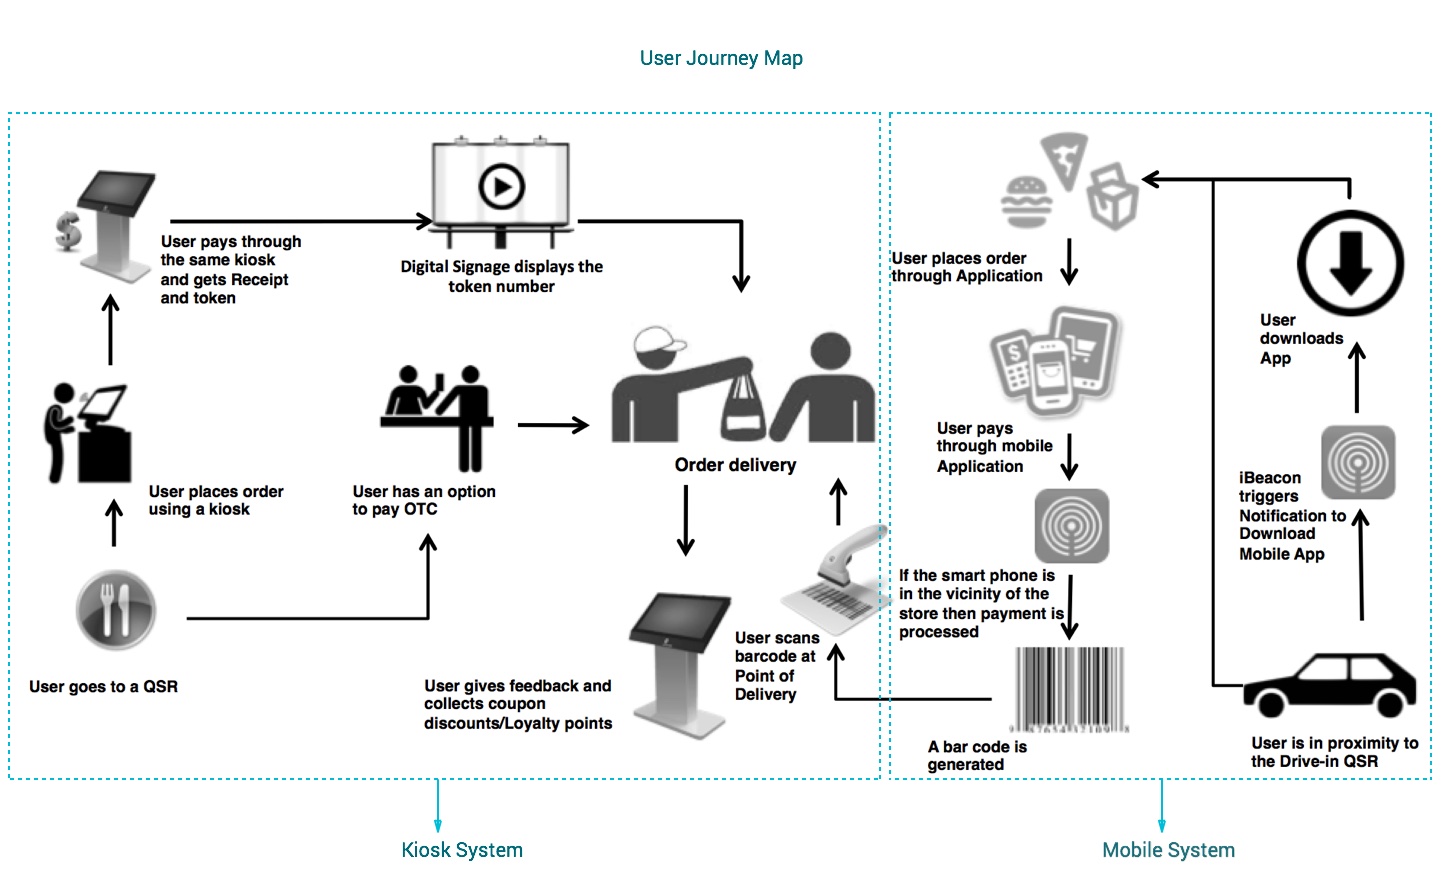 User Journey Map
User pays through
the same kiosk
and gets Receipt
and token
Digital Signage displays the
token number
User places order
using a kiosk
User has an option
to pay OTC
Order delivery
User goes to a QSR
User gives feedback and
collects coupon
discounts/Loyalty points
User scans
barcode at
Point of
Delivery
User places order
through Application
User pays
through mobile
Application
If the smart phone is
in the vicinity of the
store then payment is
processed
A bar code is
generated
User
downloads
App
iBeacon
triggers
Notification to
Download
Mobile App
User is in proximity to
the Drive-in QSR
Kiosk System
Mobile System